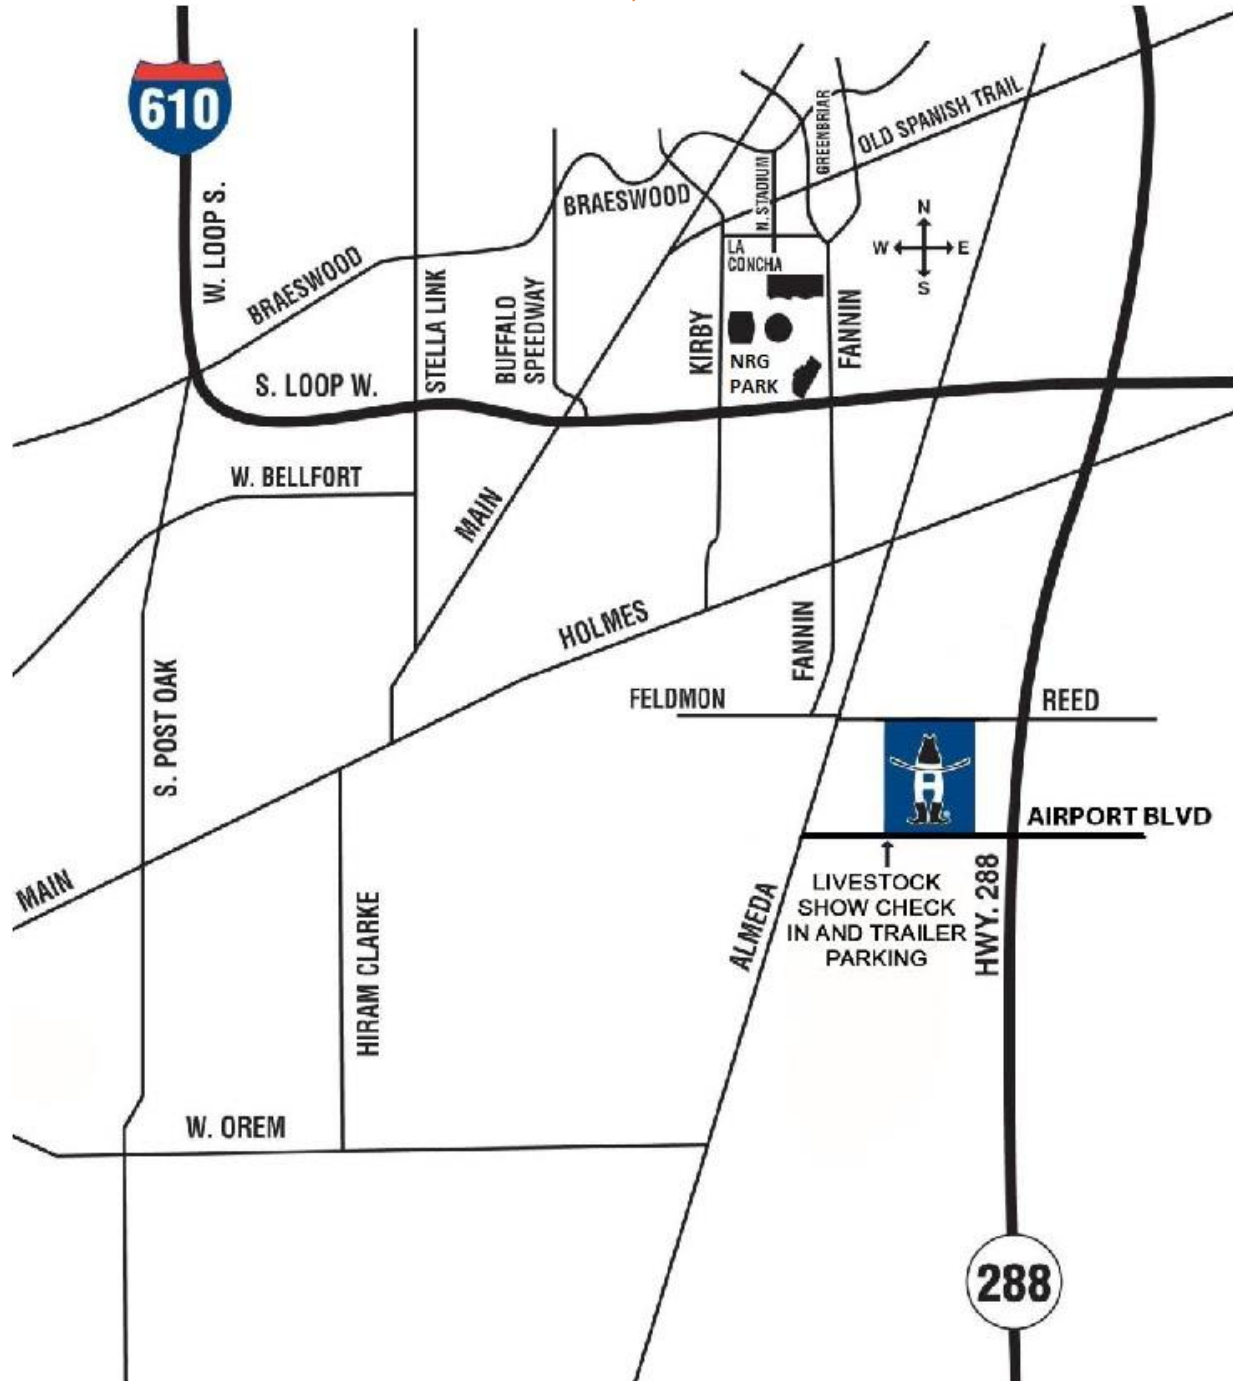 610
W. LOOP S.
BRAESWOOD
S. LOOP W.
STELLA LINK
BUFFALO
SPEEDWAY
BRAESWOOD
N. STADIUM
GREENBRIAR
OLD SPANISH TRAIL
N
W
E
S
LA
CONCHA
KIRBY
NRG
PARK
FANNIN
W. BELLFORT
MAIN
HOLMES
FANNIN
FELDMON
REED
S. POST OAK
H
AIRPORT BLVD
MAIN
HIRAM CLARKE
ALMEDA
LIVESTOCK
SHOW CHECK
IN AND TRAILER
PARKING
HWY. 288
W. OREM
288